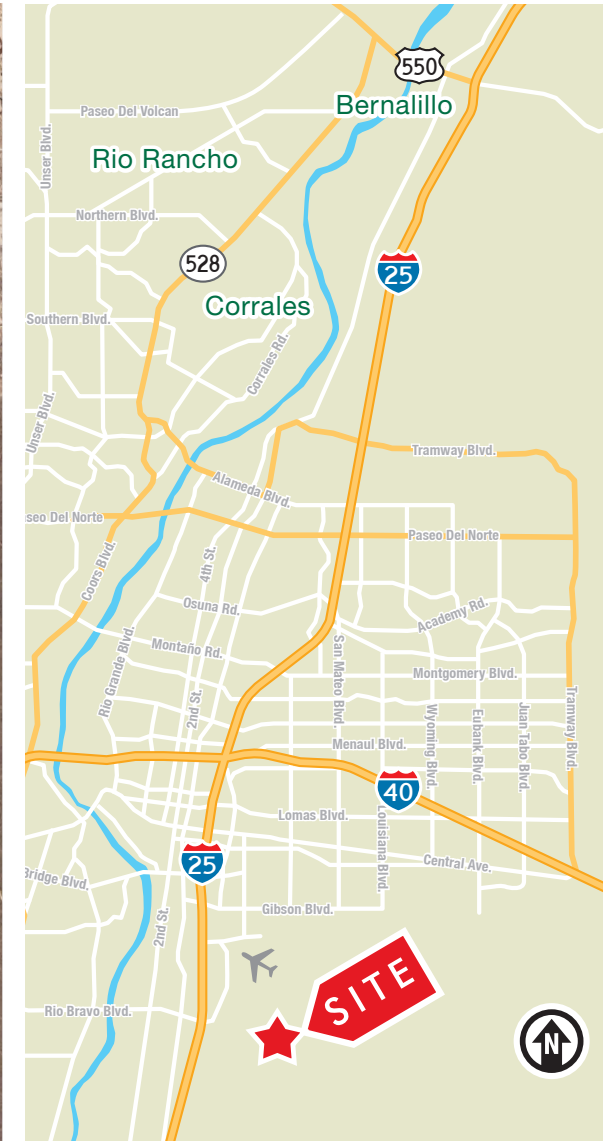 550
Bernalillo
Paseo Del Volcan
Unser Blvd.
Rio Rancho
Northern Blvd.
528
25
Corrales
Southern Blvd.
Corrales Rd.
Unser Blvd.
Tramway Blvd.
Alameda Blvd.
aseo Del Norte
Paseo Del Norte
4th St.
Coors Blvd.
Osuna Rd.
Academy Rd.
Montaño Rd.
San Mateo Blvd.
Rio Grande Blvd.
Montgomery Blvd.
2nd St.
Wyoming Blvd.
Eubank Blvd.
Juan Tabo Blvd.
Tramway Blvd.
Menaul Blvd.
40
Lomas Blvd.
Louisiana Blvd.
25
Central Ave.
Bridge Blvd.
Gibson Blvd.
2nd St.
SITE
Rio Bravo Blvd.
N